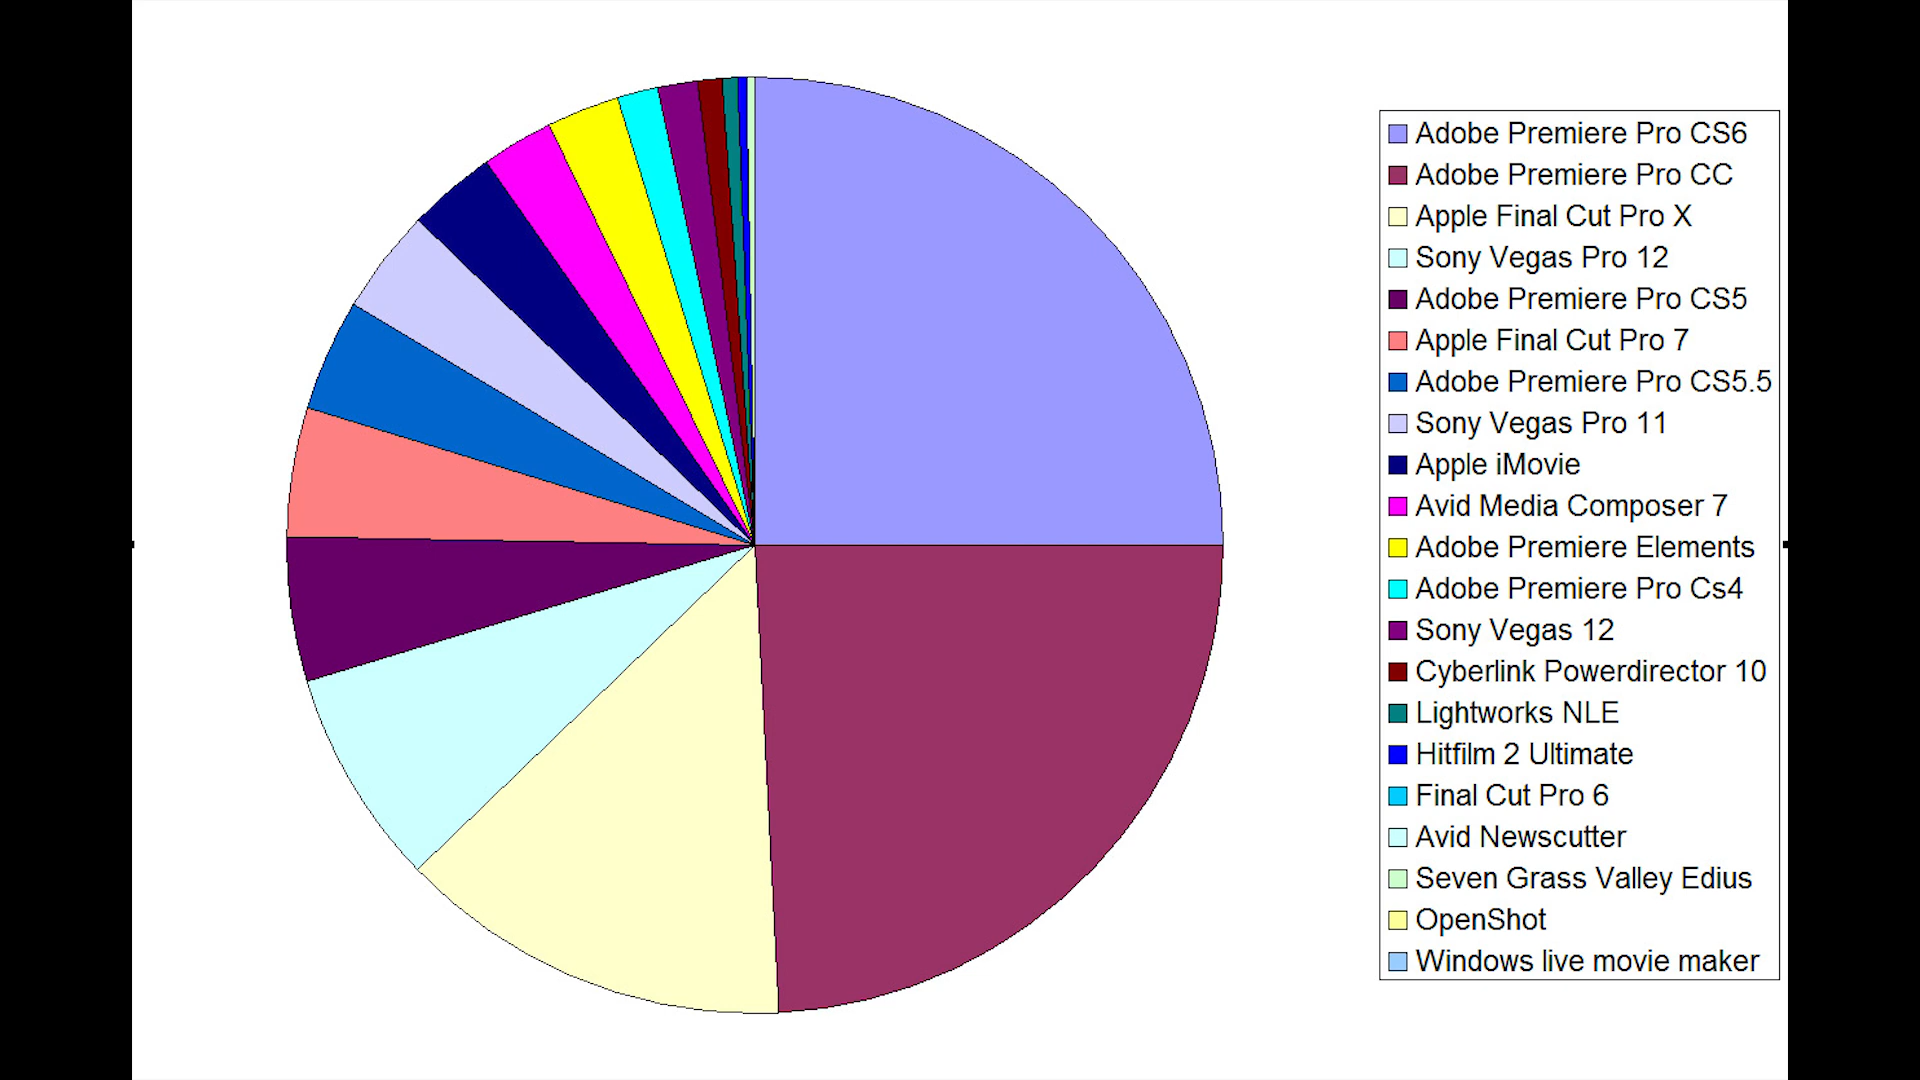 Adobe Premiere Pro CS6
Adobe Premiere Pro CC
Apple Final Cut Pro X
Sony Vegas Pro 12
Adobe Premiere Pro CS5
Apple Final Cut Pro 7
Adobe Premiere Pro CS5.5
Sony Vegas Pro 11
Apple iMovie
Avid Media Composer 7
Adobe Premiere Elements
Adobe Premiere Pro Cs4
Sony Vegas 12
Cyberlink Powerdirector 10
Lightworks NLE
Hitfilm 2 Ultimate
Final Cut Pro 6
Avid Newscutter
Seven Grass Valley Edius
OpenShot
Windows live movie maker